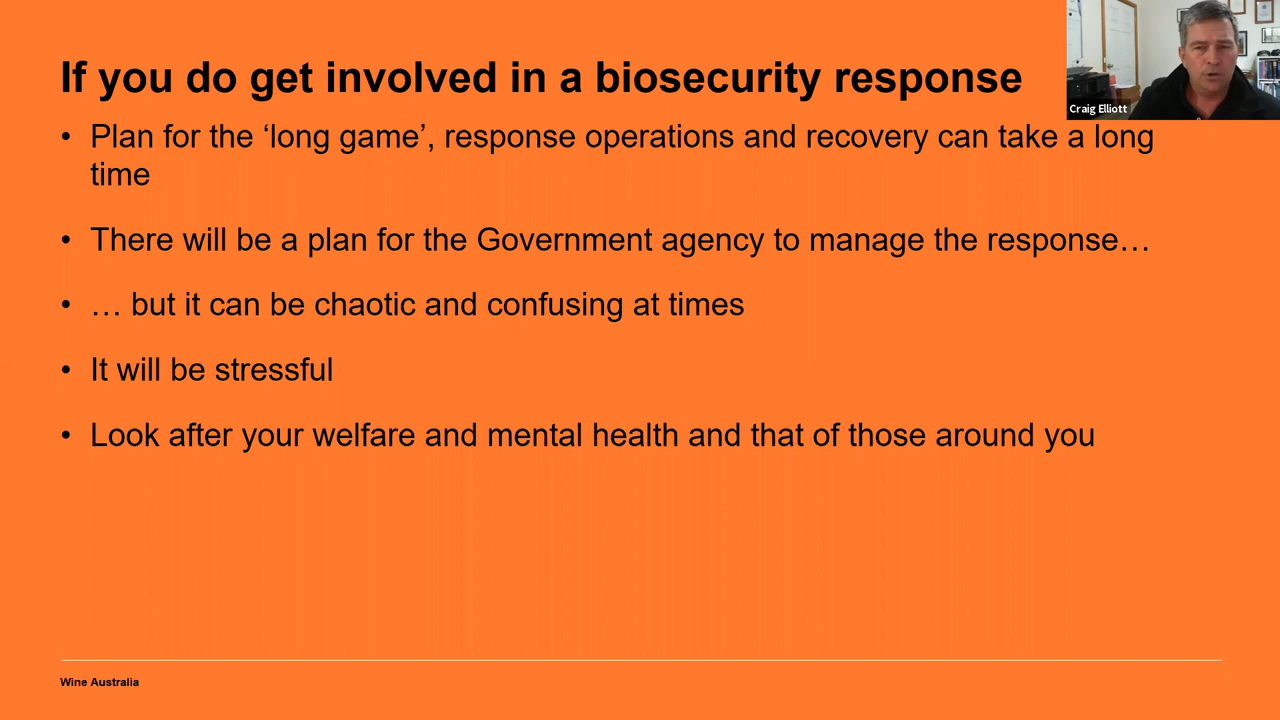 If you do get involved in a biosecurity response
Craig Elliott
• Plan for the ‘long game’, response operations and recovery can take a long
time
• There will be a plan for the Government agency to manage the response…
• … but it can be chaotic and confusing at times
• It will be stressful
• Look after your welfare and mental health and that of those around you
Wine Australia